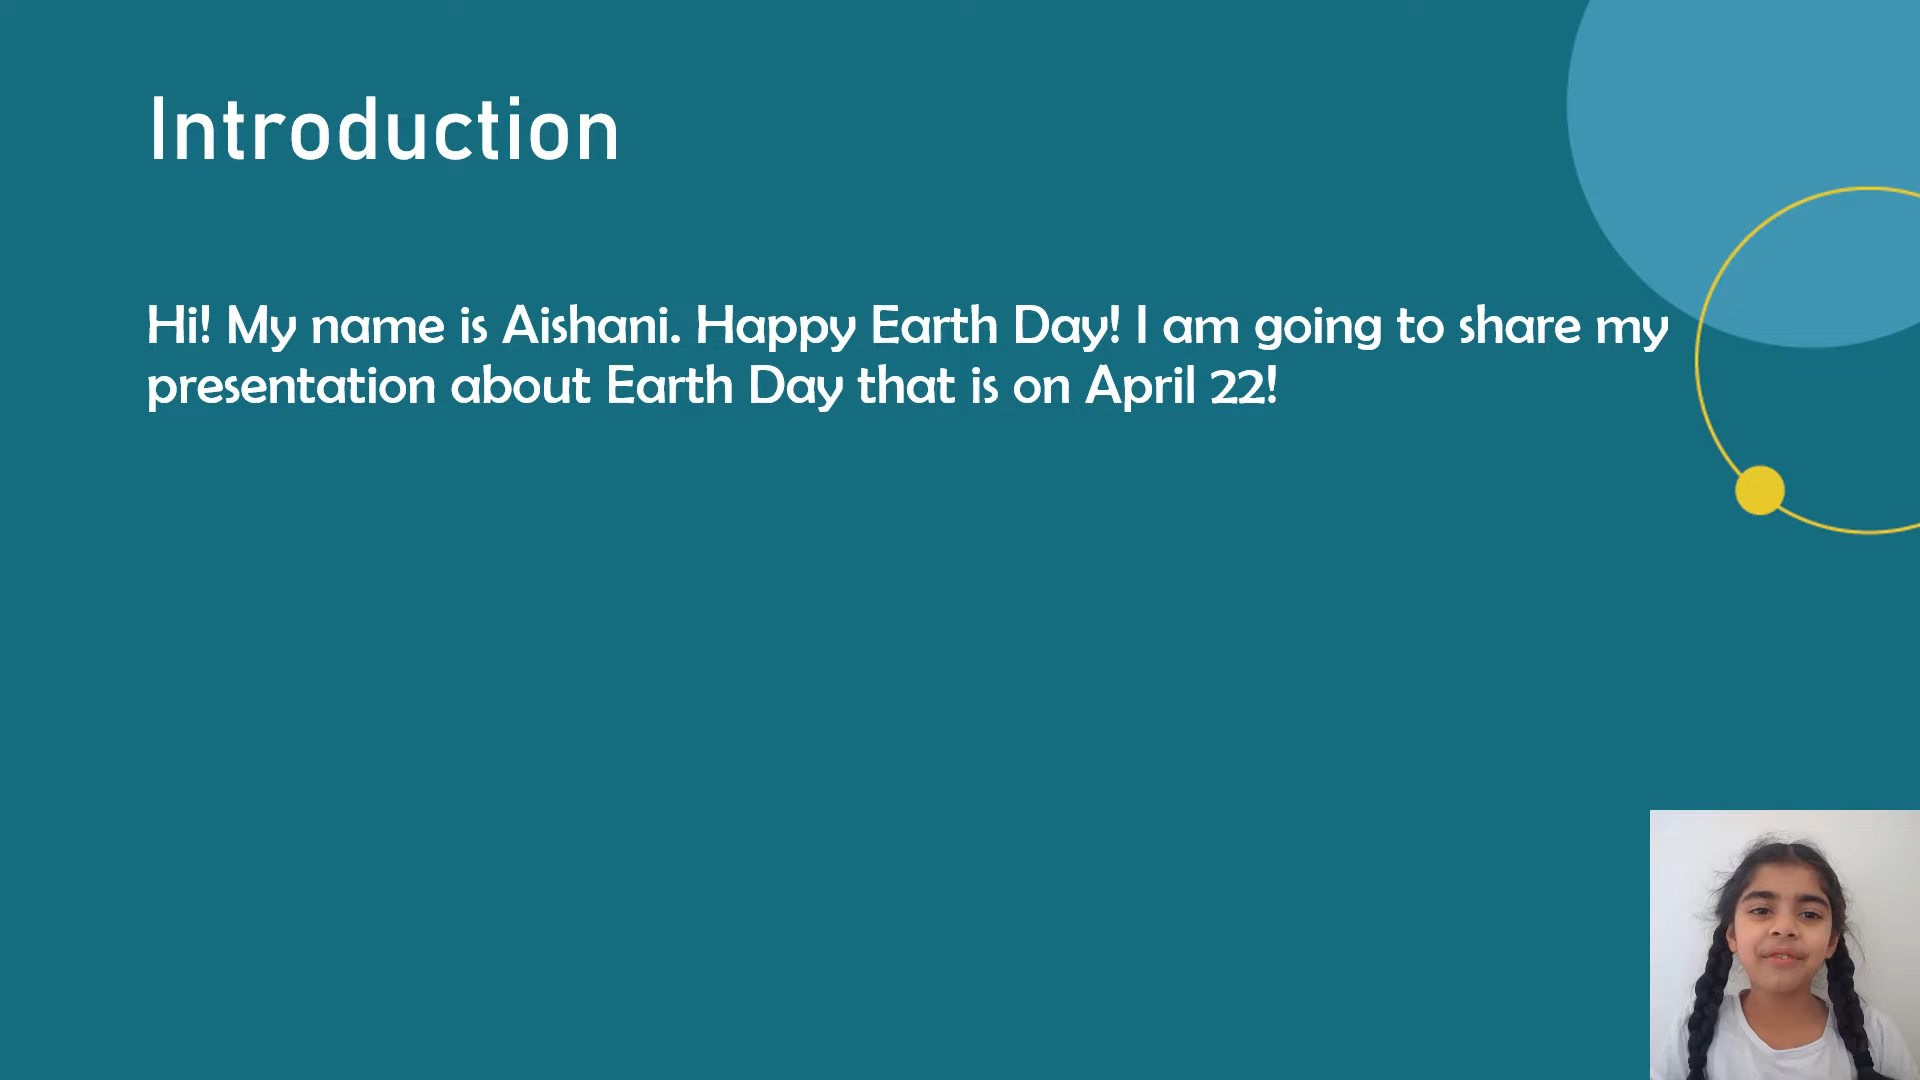 Introduction
Hi! My name is Aishani. Happy Earth Day! I am going to share my
presentation about Earth Day that is on April 22!